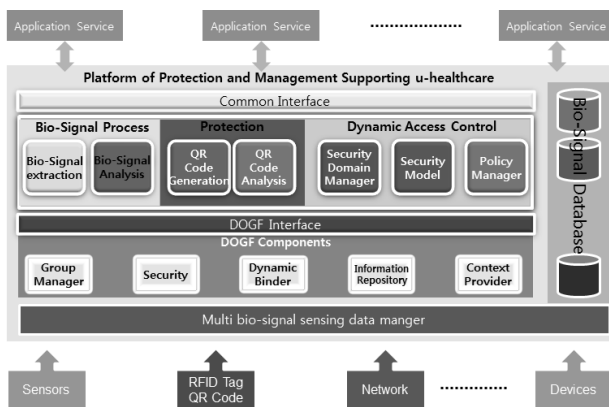 Application Service
Application Service
Application Service
Platform of Protection and Management Supporting u-healthcare
Common Interface
Bio-Signal Process
Protection
Dynamic Access Control
Bio-Signal
extraction
Bio-Signal
Analysis
QR
Code
Generation
QR
Code
Analysis
Security
Domain
Manager
Security
Model
Policy
Manager
DOGF Interface
DOGF Components
Group
Manager
Security
Dynamic
Binder
Information
Repository
Context
Provider
Bio-Signal Database
Multi bio-signal sensing data manger
Sensors
RFID Tag
QR Code
Network
Devices